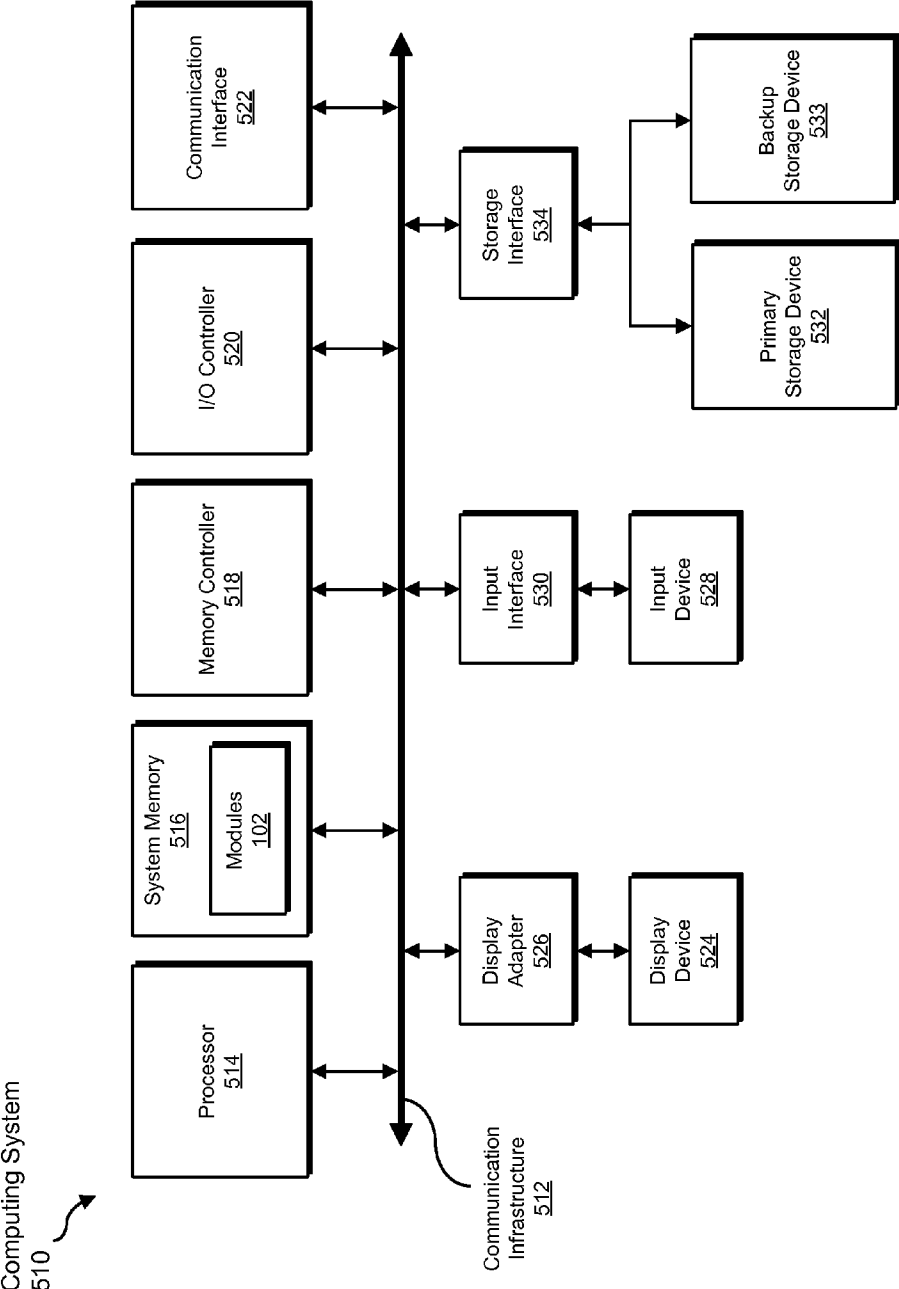 Computing System
510
Processor
514
System Memory
516
Modules
102
Memory Controller
518
I/O Controller
520
Communication
Interface
522
Communication
Infrastructure
512
Display
Adapter
526
Input
Interface
530
Storage
Interface
534
Display
Device
524
Input
Device
528
Primary
Storage Device
532
Backup
Storage Device
533